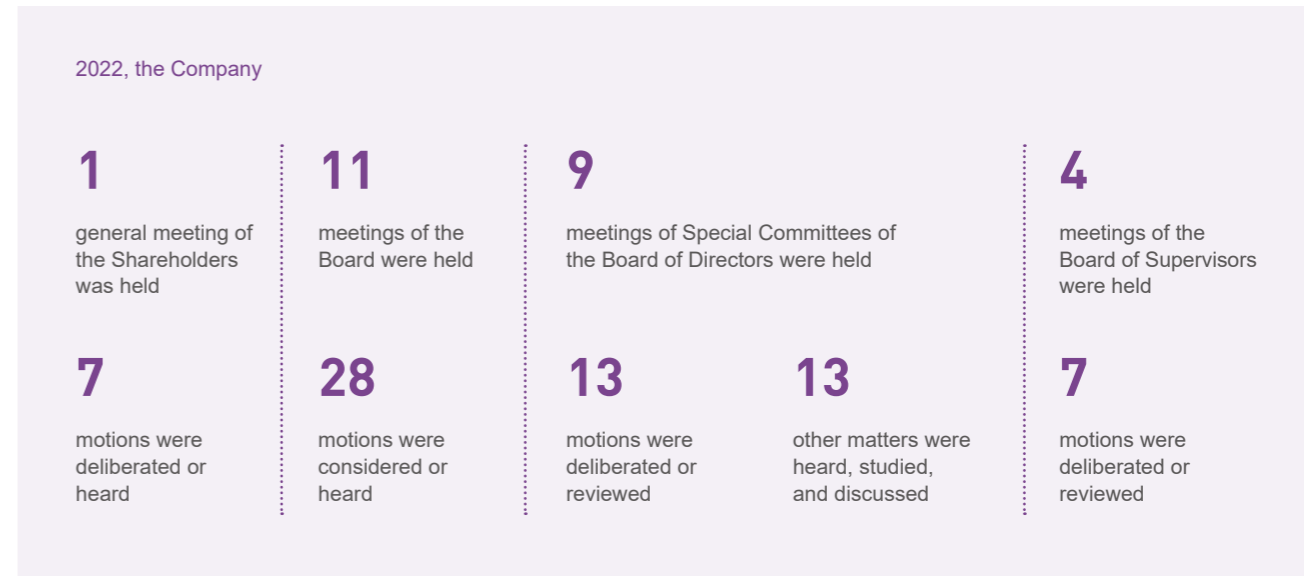 2022, the Company
1
general meeting of
the Shareholders
was held
7
motions were
deliberated or
heard
11
meetings of the
Board were held
28
motions were
considered or
heard
9
meetings of Special Committees of
the Board of Directors were held
13
motions were
deliberated or
reviewed
13
other matters were
heard, studied,
and discussed
4
meetings of the
Board of Supervisors
were held
7
motions were
deliberated or
reviewed